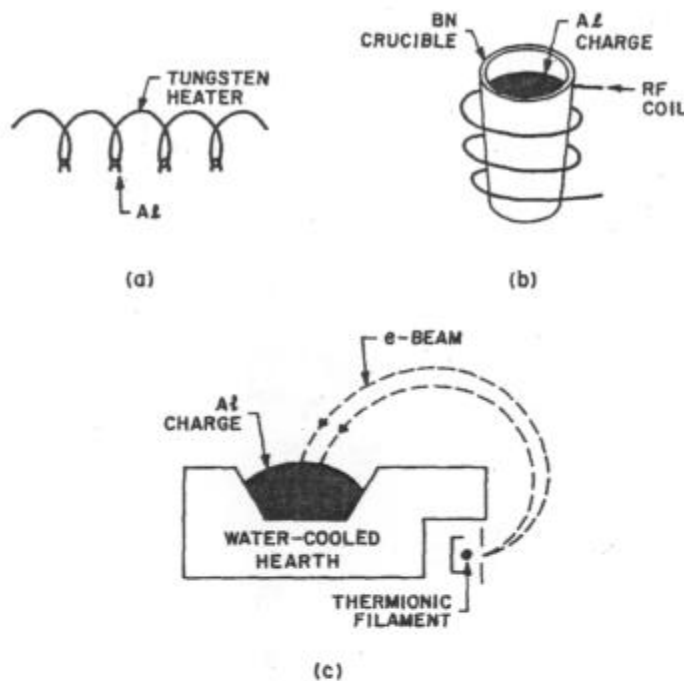 TUNGSTEN
HEATER
Al
(a)
BN
CRUCIBLE
Al
CHARGE
RF
COIL
(b)
e-BEAM
Al
CHARGE
WATER-COOLED
HEARTH
THERMIONIC
FILAMENT
(c)